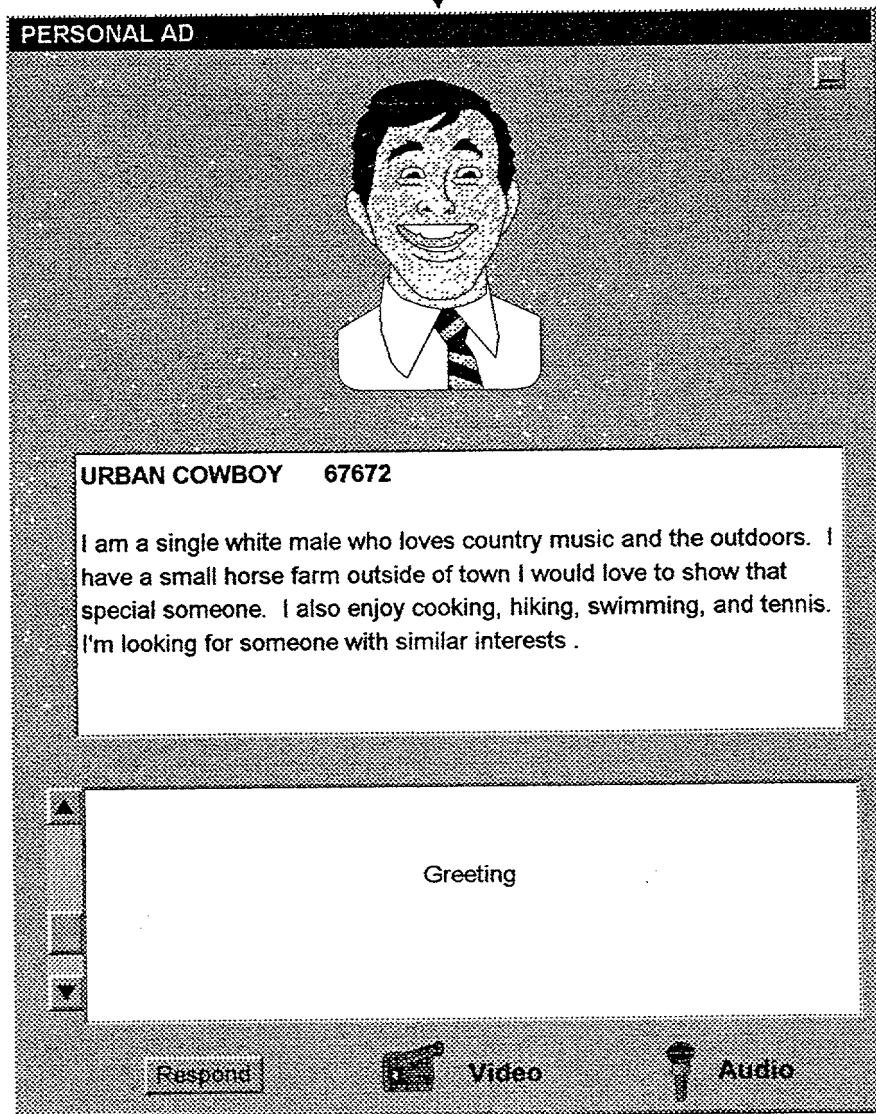 PERSONAL AD
URBAN COWBOY 67672
I am a single white male who loves country music and the outdoors. I
have a small horse farm outside of town I would love to show that
special someone. I also enjoy cooking, hiking, swimming, and tennis.
I'm looking for someone with similar interests .
Greeting
Respond
Video
Audio